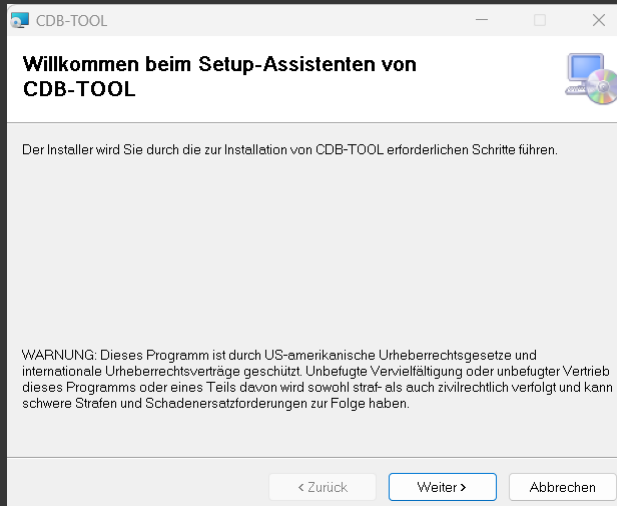 CDB-TOOL
Willkommen beim Setup-Assistenten von
CDB-TOOL
Der Installer wird Sie durch die zur Installation von CDB-TOOL erforderlichen Schritte führen.
WARNUNG: Dieses Programm ist durch US-amerikanische Urheberrechtsgesetze und
internationale Urheberrechtsverträge geschützt. Unbefugte Vervielfältigung oder unbefugter Vertrieb
dieses Programms oder eines Teils davon wird sowohl straf- als auch zivilrechtlich verfolgt und kann
schwere Strafen und Schadenersatzforderungen zur Folge haben.
< Zurück Weiter > Abbrechen